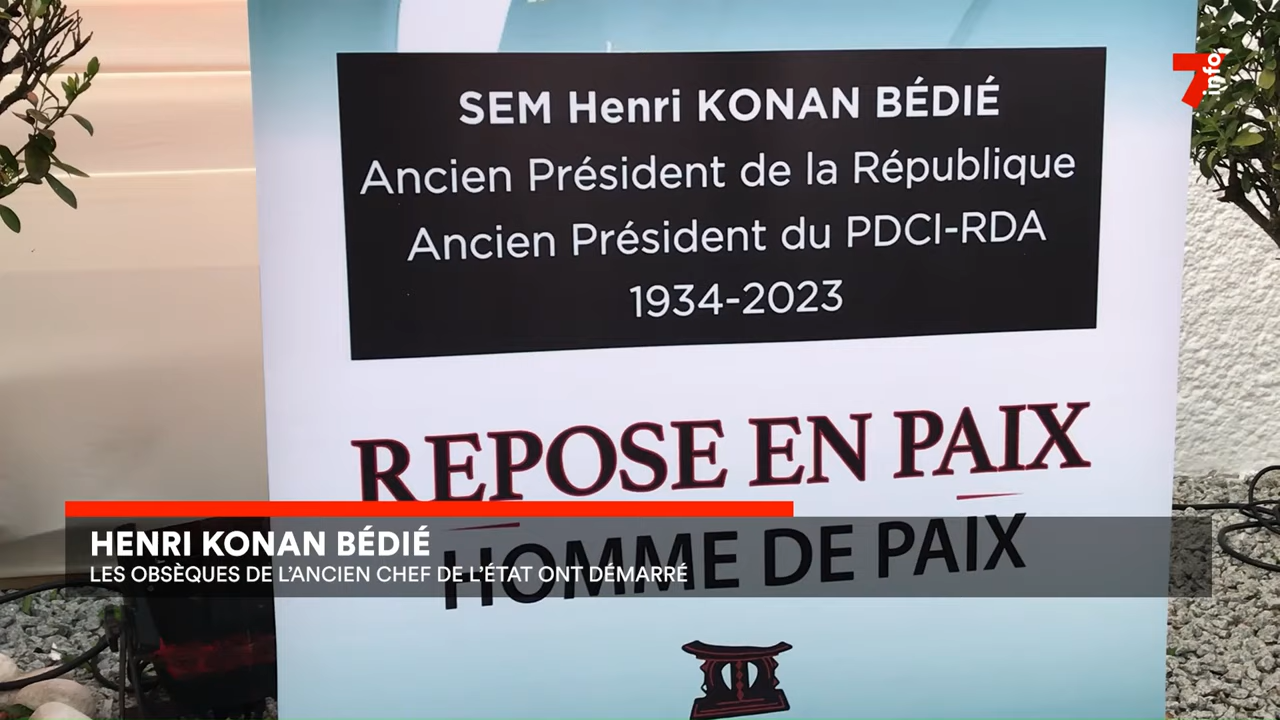 SEM Henri KONAN BÉDIÉ
Ancien Président de la République
Ancien Président du PDCI-RDA
1934-2023
REPOSE EN PAIX
HOMME DE PAIX
HENRI KONAN BÉDIÉ
LES OBSÈQUES DE L'ANCIEN CHEF DE L'ÉTAT ONT DÉMARRÉ
7info